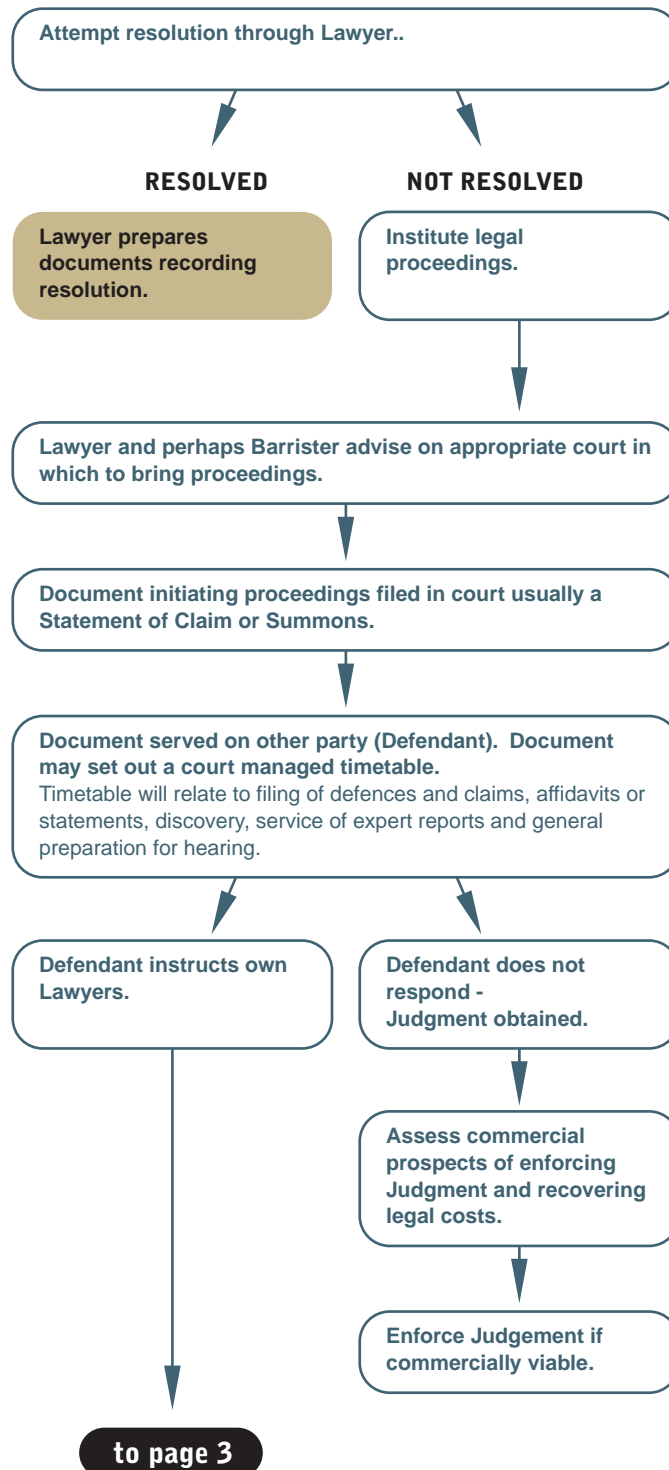 Attempt resolution through Lawyer..
RESOLVED
NOT RESOLVED
Lawyer prepares
documents recording
resolution.
Institute legal
proceedings.
Lawyer and perhaps Barrister advise on appropriate court in
which to bring proceedings.
Document initiating proceedings filed in court usually a
Statement of Claim or Summons.
Document served on other party (Defendant).  Document
may set out a court managed timetable.
Timetable will relate to filing of defences and claims, affidavits or
statements, discovery, service of expert reports and general
preparation for hearing.
Defendant instructs own
Lawyers.
Defendant does not
respond -
Judgment obtained.
Assess commercial
prospects of enforcing
Judgment and recovering
legal costs.
Enforce Judgement if
commercially viable.
to page 3